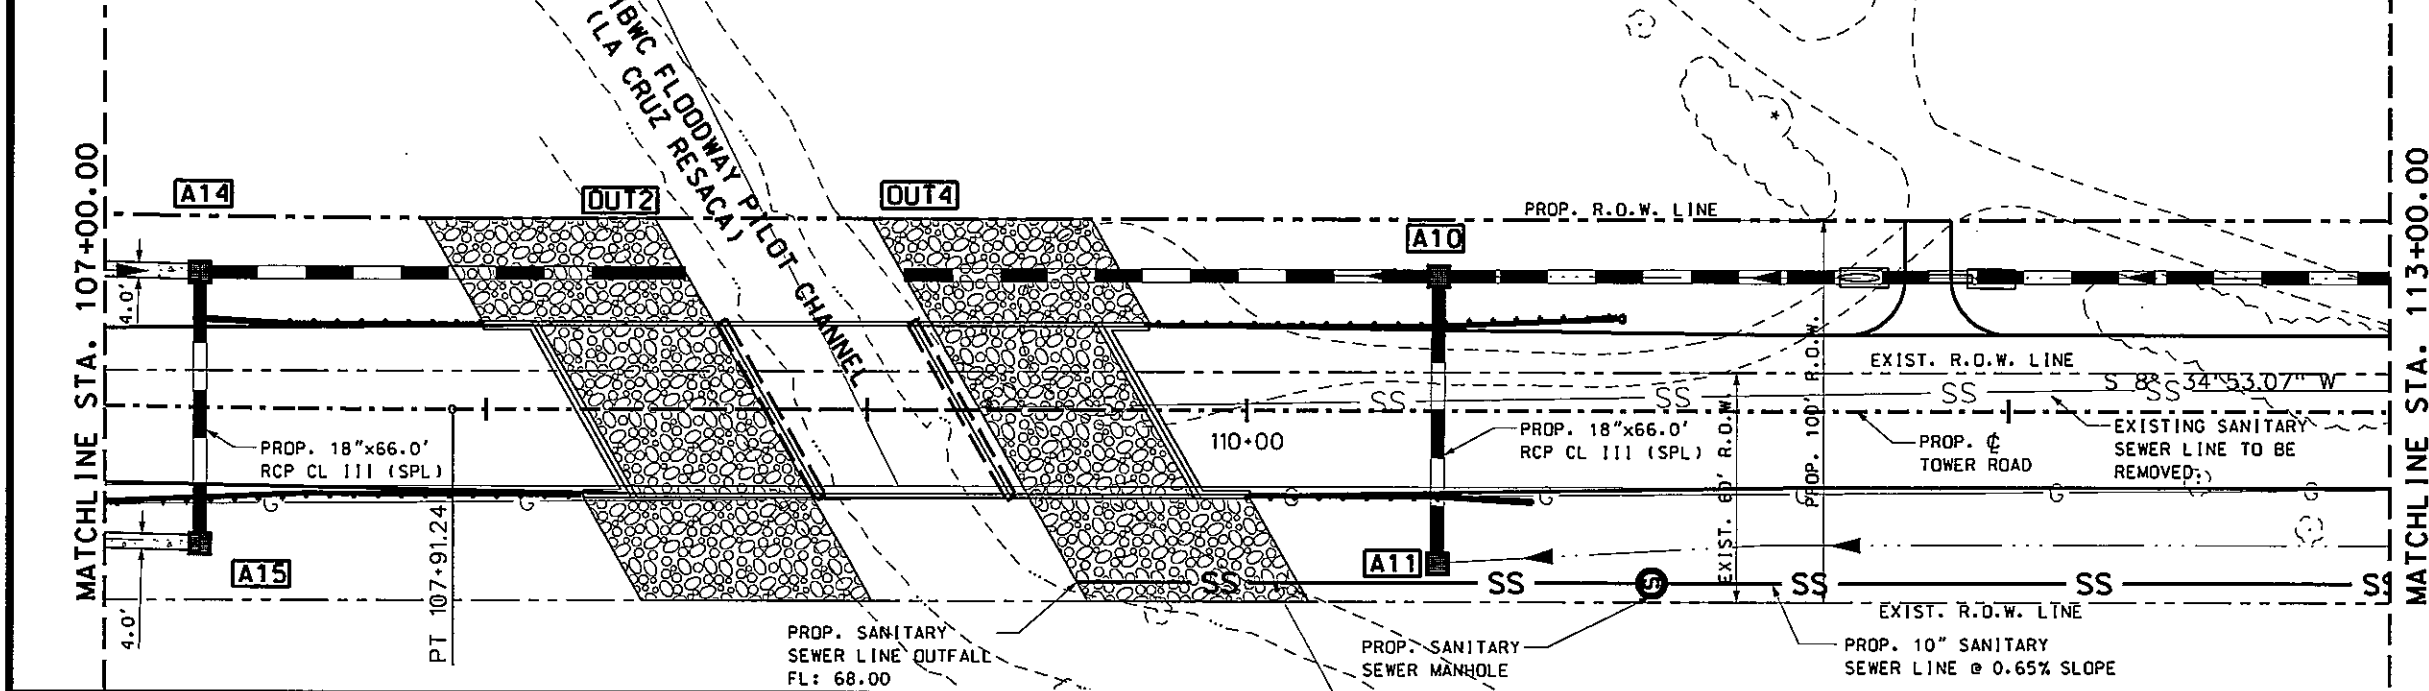 MATCHLINE STA. 107+00.00
A14
4.0'
OUT2
IBWC FLOODWAY PILOT CHANNEL
(LA CRUZ RESACA)
OUT4
PROP. R.O.W. LINE
A10
EXIST. R.O.W. LINE
SS
SS
SS
SS
S 8° 34'53.07" W
PROP. 18"x66.0'
RCP CL III (SPL)
110+00
PROP. 18"x66.0'
RCP CL III (SPL)
PROP. ℄
TOWER ROAD
EXISTING SANITARY
SEWER LINE TO BE
REMOVED
PT 107+91.24
EXIST. 60' R.O.W.
PROP. 100' R.O.W.
G
G
G
G
G
G
G
A15
4.0'
A11
SS
SS
S
SS
SS
SS
EXIST. R.O.W. LINE
PROP. SANITARY
SEWER LINE OUTFALL
FL: 68.00
PROP. SANITARY
SEWER MANHOLE
PROP. 10" SANITARY
SEWER LINE @ 0.65% SLOPE
MATCHLINE STA. 113+00.00